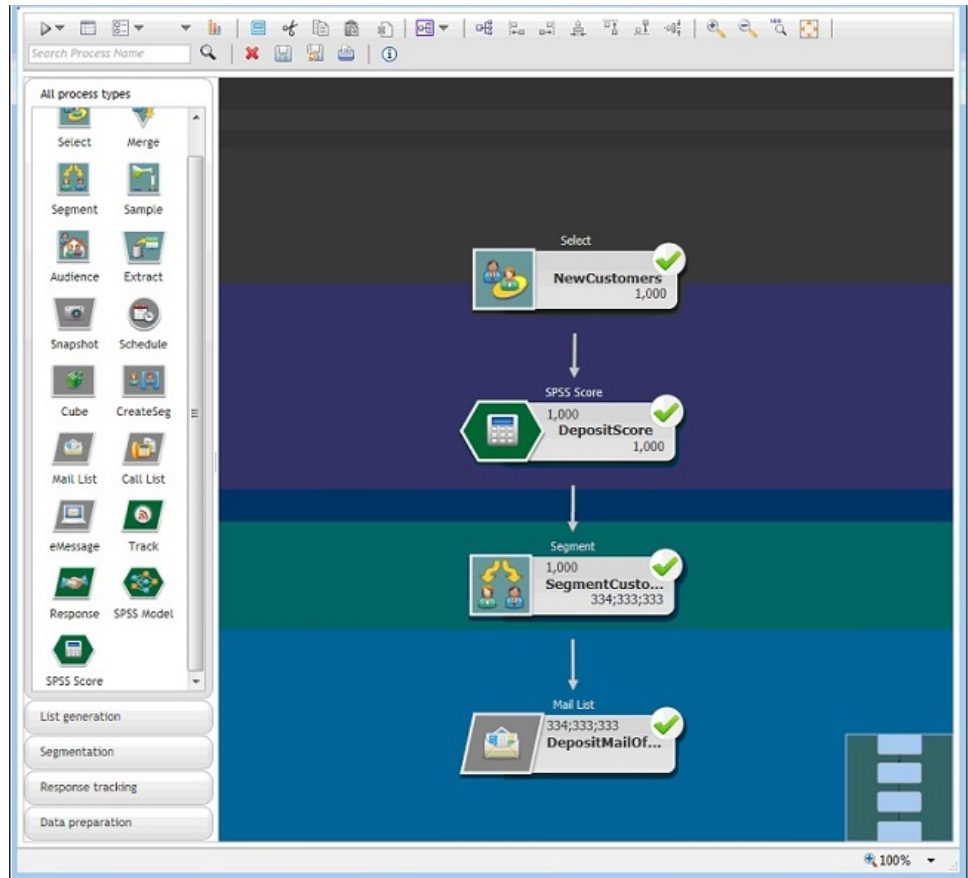 Search Process Name
All process types
Select Merge
Segment Sample
Audience Extract
Snapshot Schedule
Cube CreateSeg
Mail List Call List
eMessage Track
Response SPSS Model
SPSS Score
List generation
Segmentation
Response tracking
Data preparation
Select
NewCustomers
1,000
SPSS Score
1,000
DepositScore
1,000
Segment
1,000
SegmentCusto...
334;333;333
Mail List
334;333;333
DepositMailOf...
100%